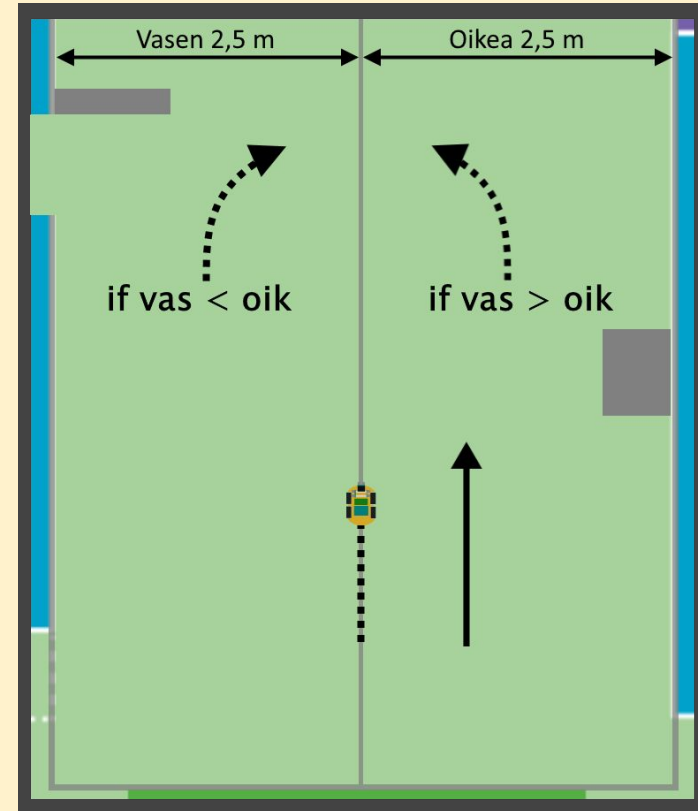 Vasen 2,5 m
Oikea 2,5 m
if vas < oik
if vas > oik